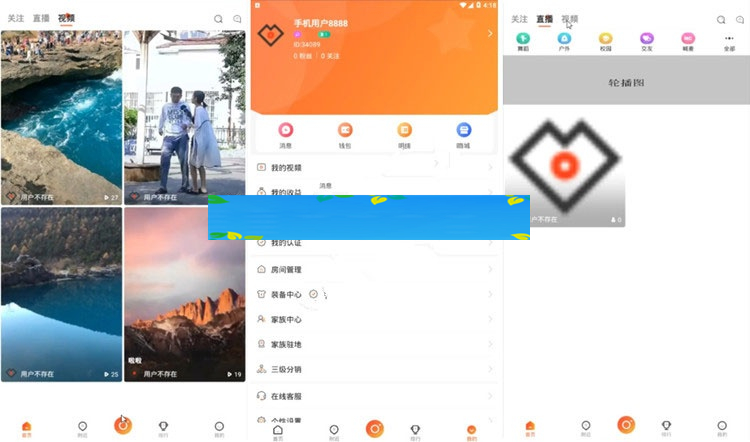 关注 直播 视频
用户不存在 27
用户不存在
用户不存在 25
啦啦
用户不存在 19
首页 附近 排行 我的
4:18
手机用户8888
ID:34089
0 粉丝 0 关注
消息 钱包 明细 商城
我的视频
消息
我的收益
我的认证
房间管理
装备中心
家族中心
家族驻地
三级分销
在线客服
个性设置
首页 附近 排行 我的
关注 直播 视频
舞蹈 户外 校园 交友 喊麦 全部
轮播图
户不存在 0
首页 附近 排行 我的